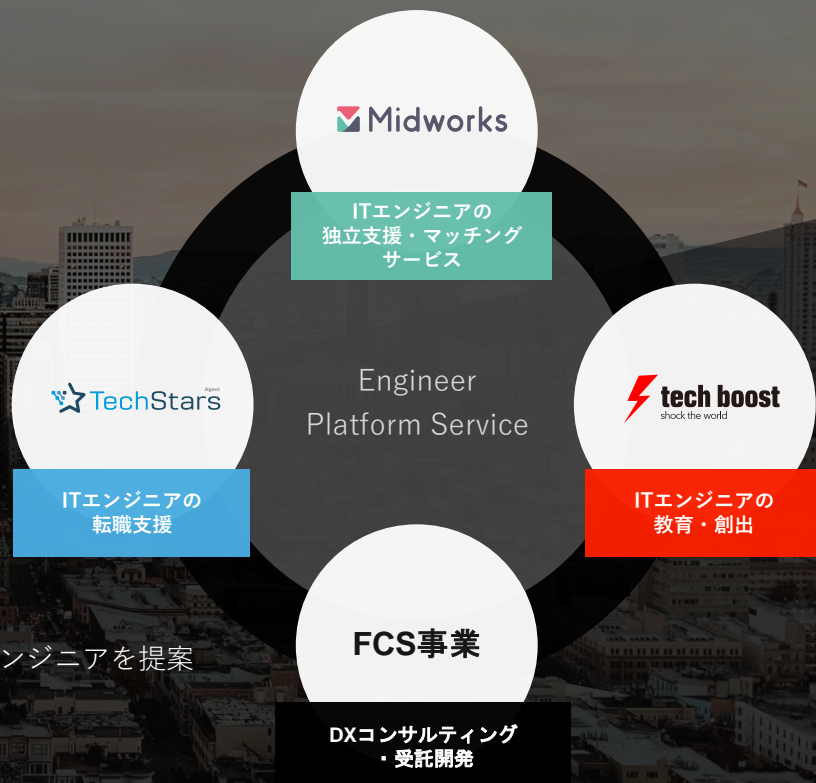 Midworks
ITエンジニアの
独立支援・マッチング
サービス
Engineer
Platform Service
Agent
TechStars
ITエンジニアの
転職支援
tech boost
shock the world
ITエンジニアの
教育・創出
FCS事業
ンジニアを提案
DXコンサルティング
・受託開発